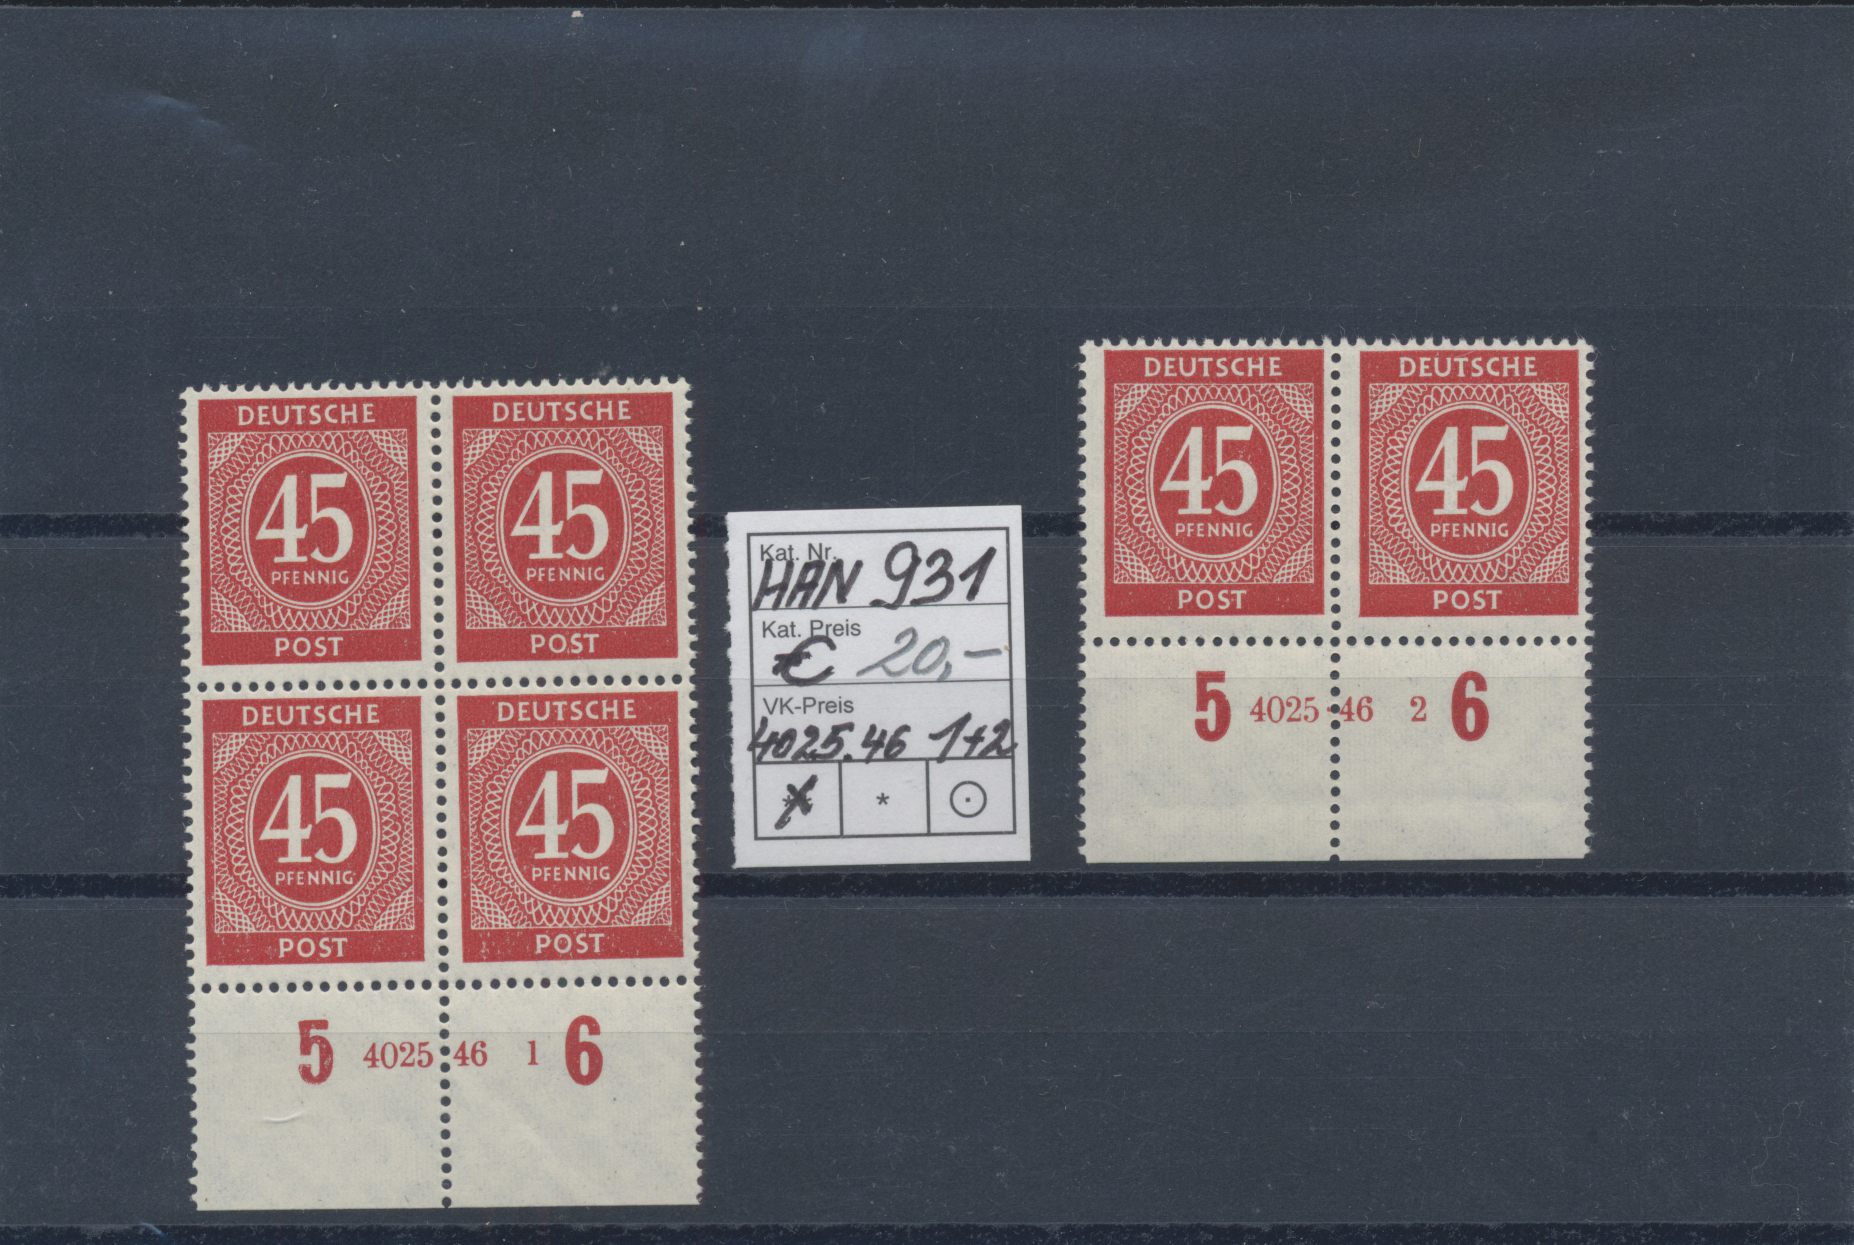 DEUTSCHE DEUTSCHE
45 45
PFENNIG PFENNIG
POST POST
DEUTSCHE DEUTSCHE
45 45
PFENNIG PFENNIG
POST POST
5 4025 46 1 6
Kat. Nr.
HAN 931
Kat. Preis
€ 20,-
VK-Preis
4025.46 1+2
*
DEUTSCHE DEUTSCHE
45 45
PFENNIG PFENNIG
POST POST
5 4025 46 2 6